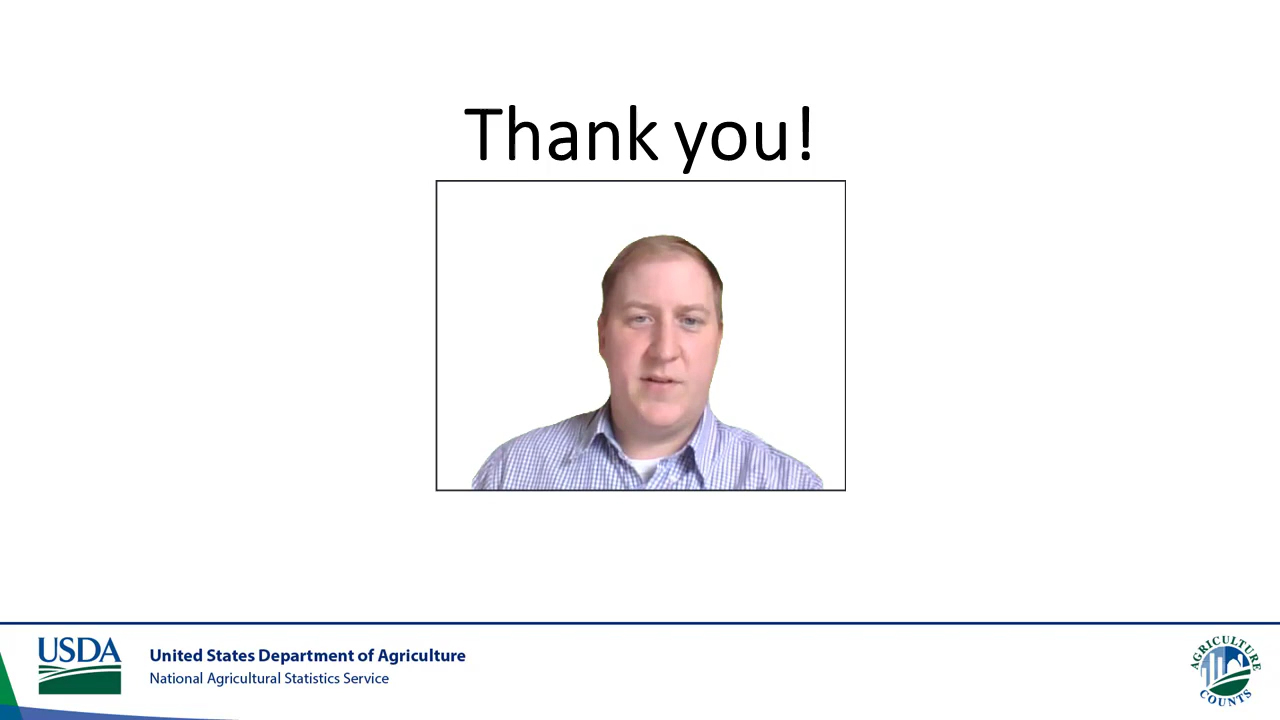 Thank you!
USDA
United States Department of Agriculture
National Agricultural Statistics Service
AGRICULTURE
COUNTS